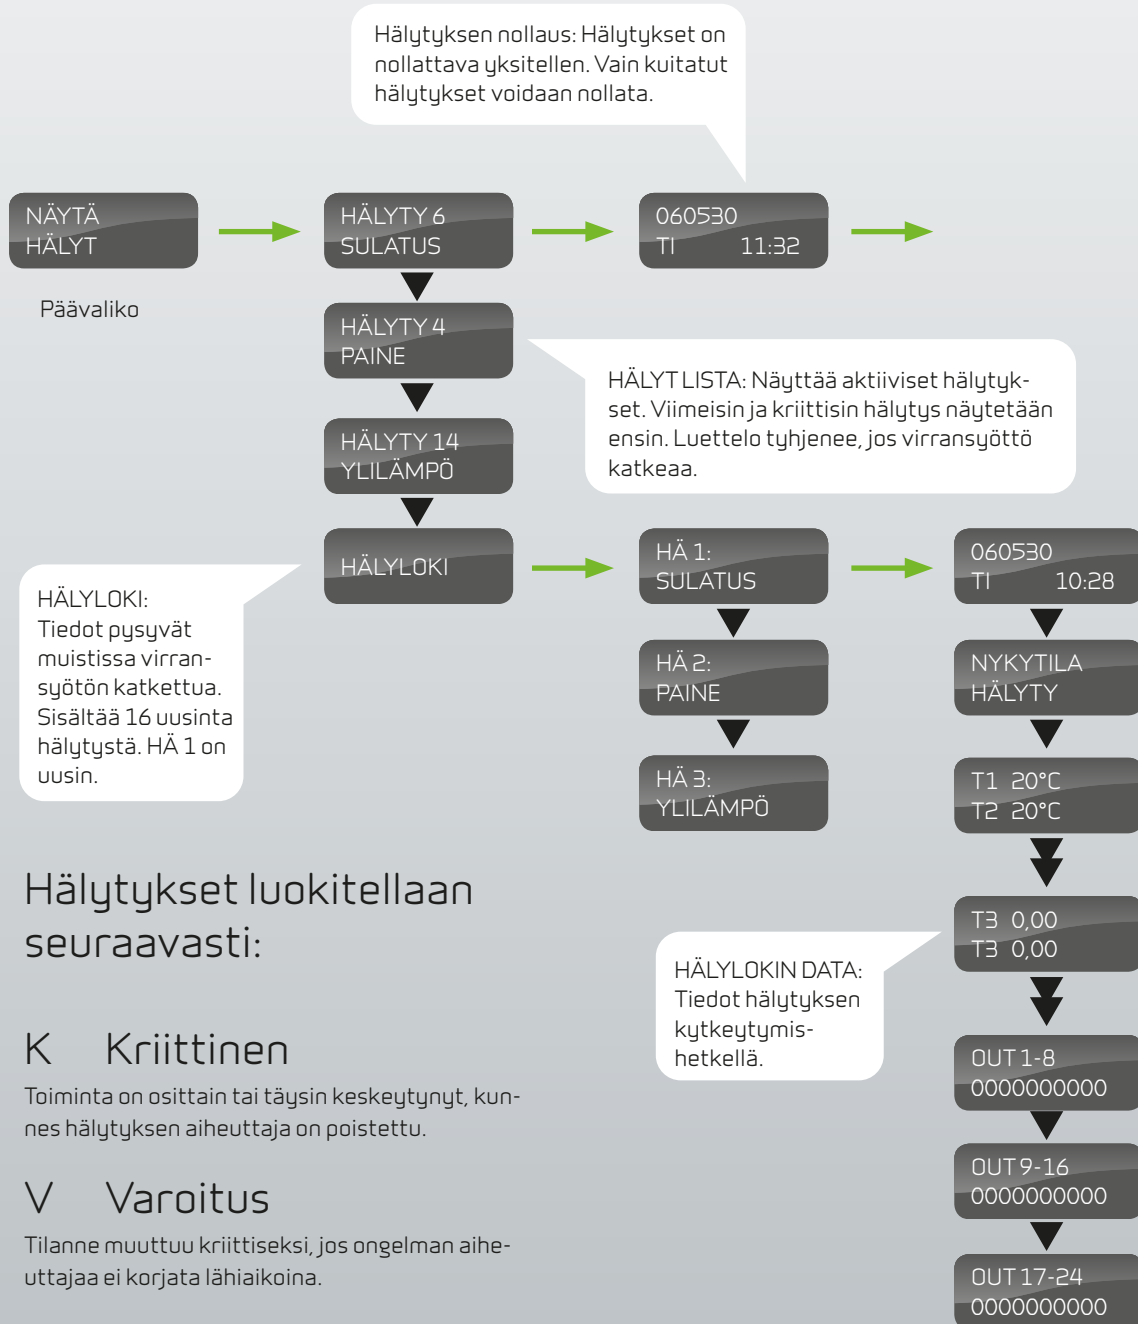 Hälytyksen nollaus: Hälytykset on
nollattava yksitellen. Vain kuitatut
hälytykset voidaan nollata.
NÄYTÄ
HÄLYT
Päävaliko
HÄLYTY 6
SULATUS
060530
TI 11:32
HÄLYTY 4
PAINE
HÄLYT LISTA: Näyttää aktiiviset hälytyk-
set. Viimeisin ja kriittisin hälytys näytetään
ensin. Luettelo tyhjenee, jos virransyöttö
katkeaa.
HÄLYTY 14
YLILÄMPÖ
HÄLYLOKI
HÄLYLOKI:
Tiedot pysyvät
muistissa virran-
syötön katkettua.
Sisältää 16 uusinta
hälytystä. HÄ 1 on
uusin.
HÄ 1:
SULATUS
HÄ 2:
PAINE
HÄ 3:
YLILÄMPÖ
060530
TI 10:28
NYKYTILA
HÄLYTY
T1 20°C
T2 20°C
T3 0,00
T3 0,00
HÄLYLOKIN DATA:
Tiedot hälytyksen
kytkeytymis-
hetkellä.
OUT 1-8
0000000000
OUT 9-16
0000000000
OUT 17-24
0000000000
Hälytykset luokitellaan
seuraavasti:
K Kriittinen
Toiminta on osittain tai täysin keskeytynyt, kun-
nes hälytyksen aiheuttaja on poistettu.
V Varoitus
Tilanne muuttuu kriittiseksi, jos ongelman aihe-
uttajaa ei korjata lähiaikoina.